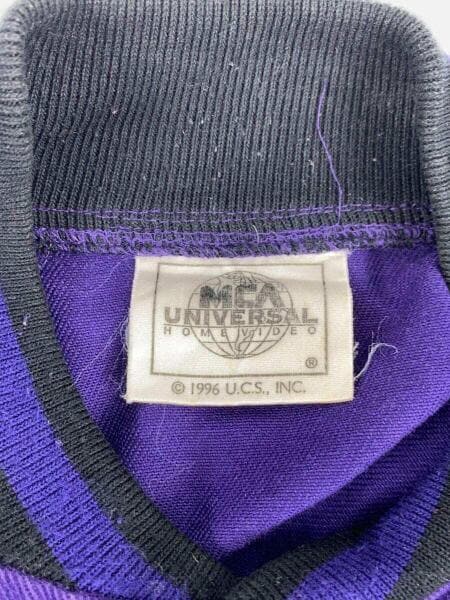 MCA
UNIVERSAL
HOME VIDEO
®
© 1996 U.C.S., INC.